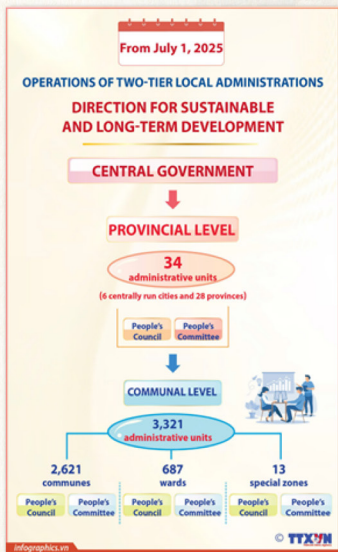 From July 1, 2025
OPERATIONS OF TWO-TIER LOCAL ADMINISTRATIONS
DIRECTION FOR SUSTAINABLE
AND LONG-TERM DEVELOPMENT
CENTRAL GOVERNMENT
PROVINCIAL LEVEL
34
administrative units
(6 centrally run cities and 28 provinces)
People's Council
People's Committee
COMMUNAL LEVEL
3,321
administrative units
2,621
communes
People's Council
People's Committee
687
wards
People's Council
People's Committee
13
special zones
People's Council
People's Committee
infographics.vn
© TTXVN